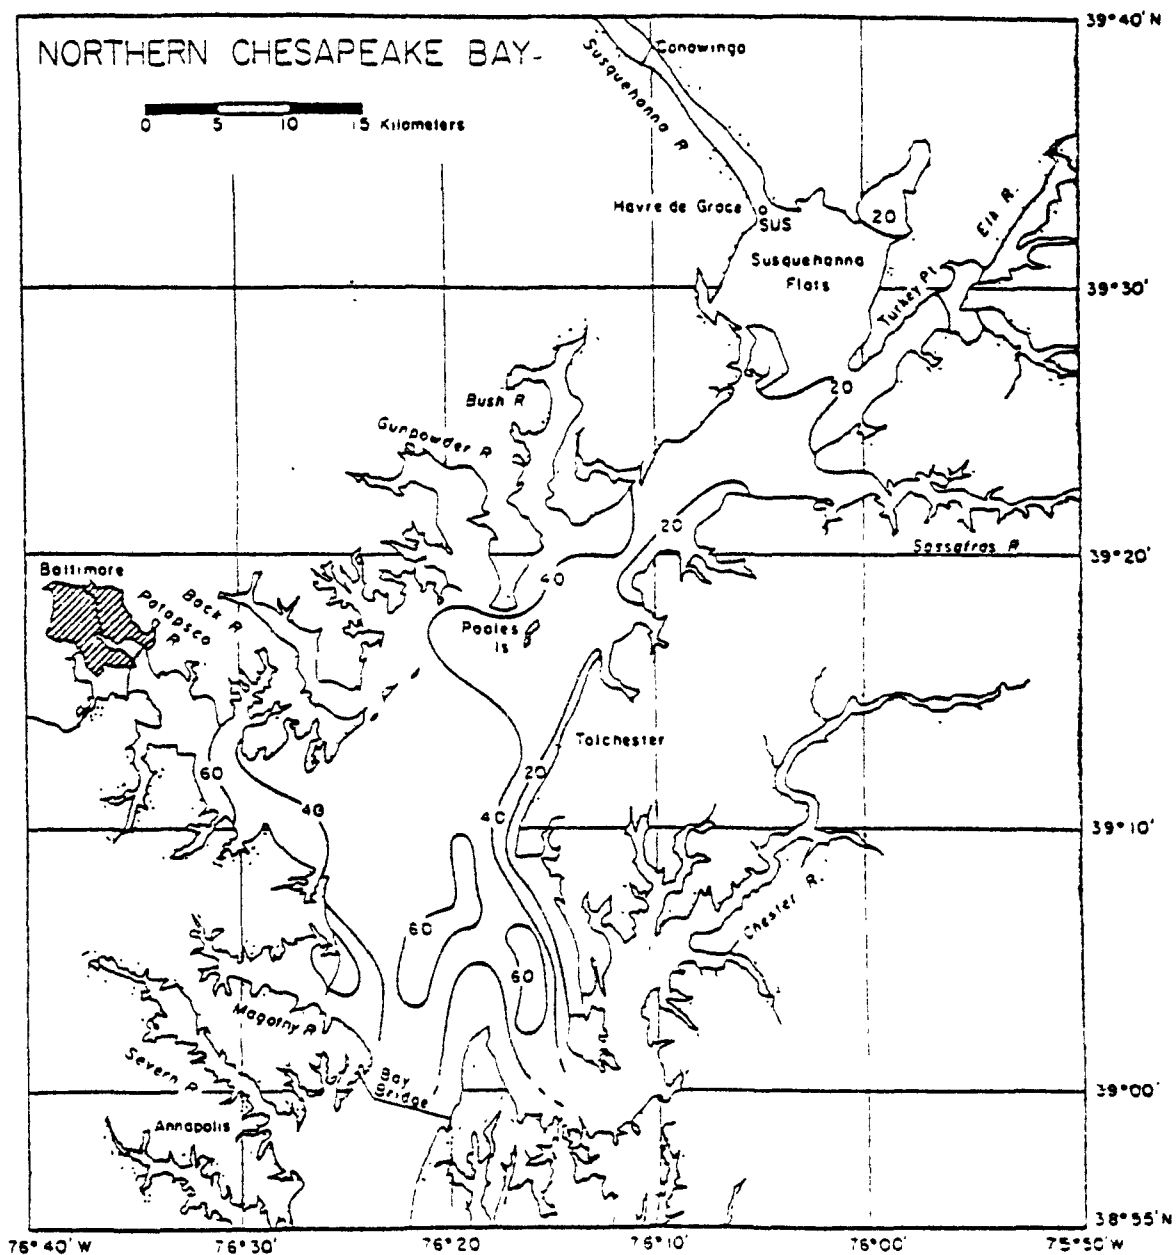 NORTHERN CHESAPEAKE BAY
0 5 10 15 Kilometers
Conowingo
Susquehanna R
39°40'N
Havre de Grace
SUS
20
Elk R.
Susquehanna
Flats
Turkey Pt
39°30'
20
Bush R
Gunpowder R
20
Sassafras R
39°20'
Baltimore
40
Back R
Patapsco
R
Pooles
Is
Tolchester
60
20
40
40
39°10'
Chester R.
60
60
Magothy R
Severn R
Bay
Bridge
39°00'
Annapolis
38°55'N
76°40'W
76°30'
76°20'
76°10'
76°00'
75°50'W